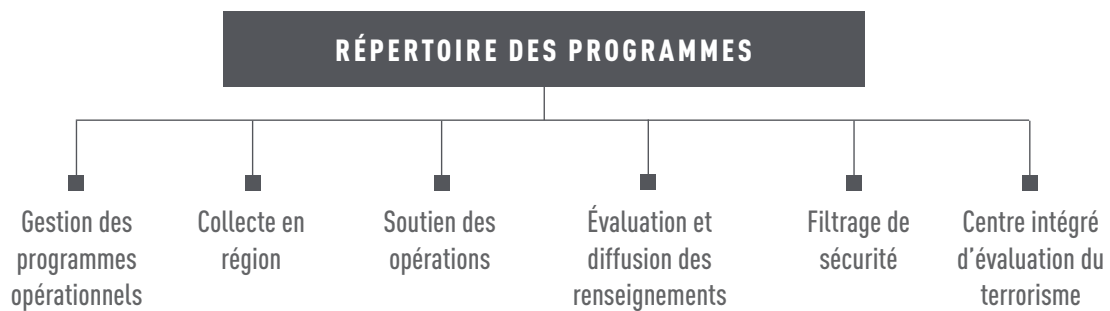 RÉPERTOIRE DES PROGRAMMES
Gestion des
programmes
opérationnels
Collecte en
région
Soutien des
opérations
Évaluation et
diffusion des
renseignements
Filtrage de
sécurité
Centre intégré
d’évaluation du
terrorisme